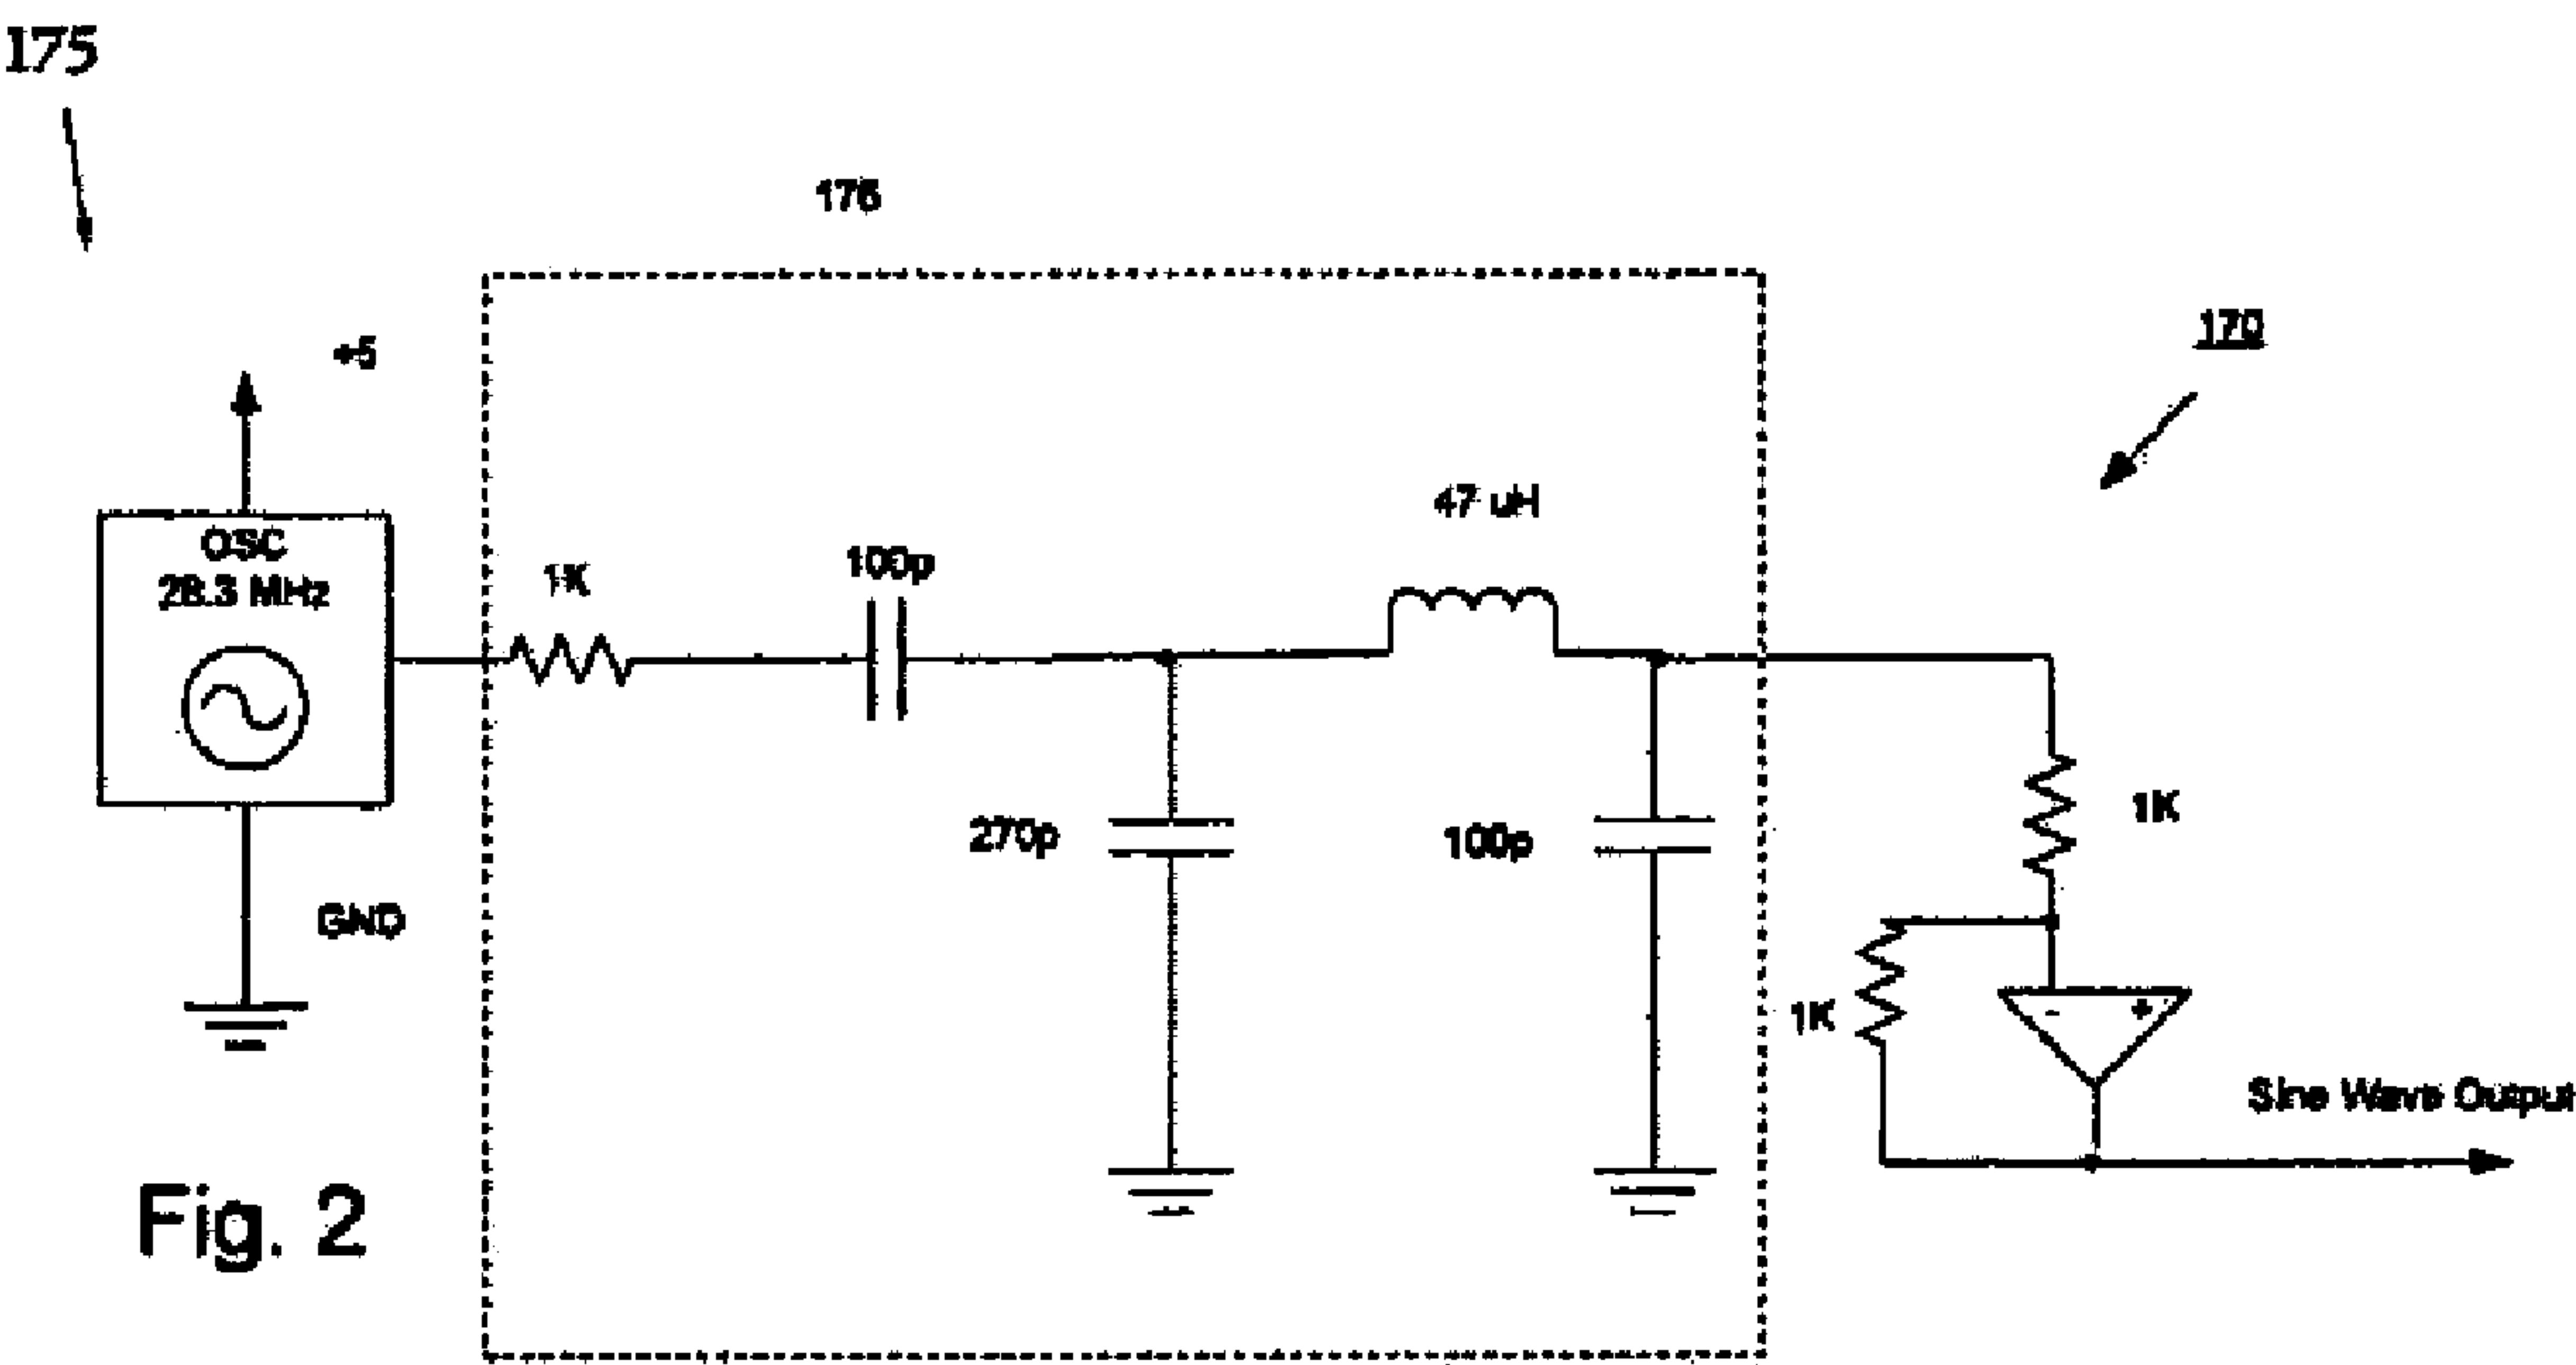 175
176
170
+5
OSC
28.3 MHz
1K
100p
47 uH
270p
100p
1K
GND
1K
- +
Sine Wave Output
Fig. 2